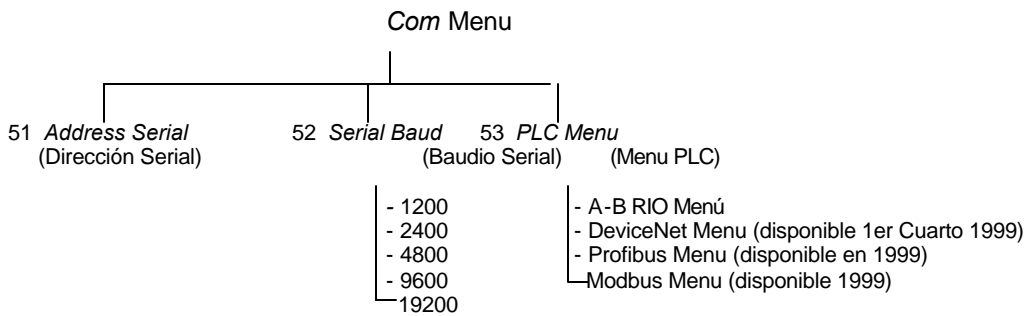 Com Menu
51 Address Serial 52 Serial Baud 53 PLC Menu
(Dirección Serial) (Baudio Serial) (Menu PLC)
- 1200 - A-B RIO Menú
- 2400 - DeviceNet Menu (disponible 1er Cuarto 1999)
- 4800 - Profibus Menu (disponible en 1999)
- 9600 Modbus Menu (disponible 1999)
19200